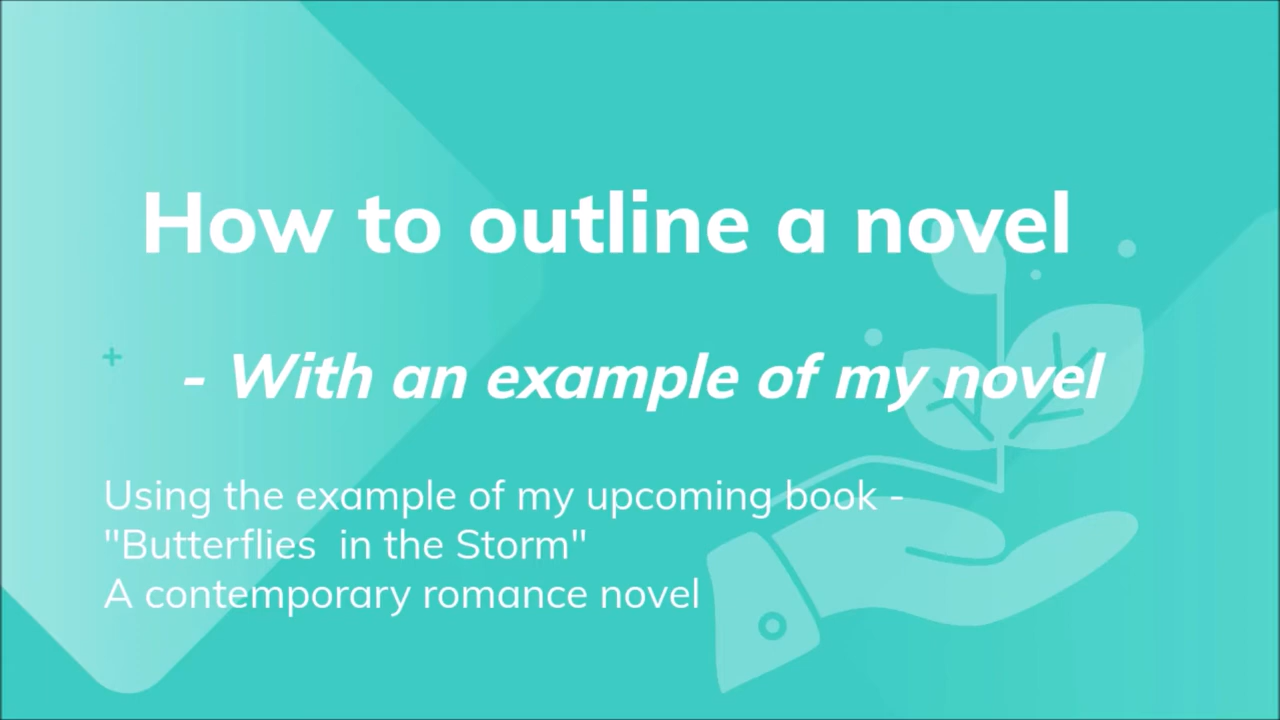 How to outline a novel
- With an example of my novel
Using the example of my upcoming book -
"Butterflies  in the Storm"
A contemporary romance novel